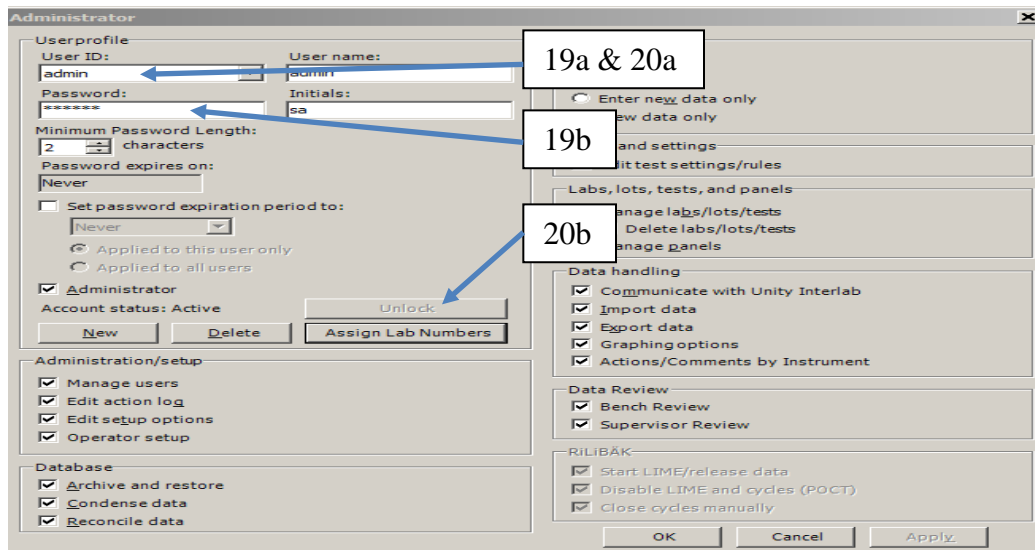 Administrator
Userprofile
User ID:
User name:
admin
admin
Password:
Initials:
******
sa
Minimum Password Length:
2 characters
Password expires on:
Never
Set password expiration period to:
Never
Applied to this user only
Applied to all users
Administrator
Account status: Active
Unlock
New
Delete
Assign Lab Numbers
Administration/setup
Manage users
Edit action log
Edit setup options
Operator setup
Database
Archive and restore
Condense data
Reconcile data
19a & 20a
19b
20b
Enter new data only
data only
and settings
test settings/rules
Labs, lots, tests, and panels
labs/lots/tests
Delete labs/lots/tests
panels
Data handling
Communicate with Unity Interlab
Import data
Export data
Graphing options
Actions/Comments by Instrument
Data Review
Bench Review
Supervisor Review
RiLiBÄK
Start LIME/release data
Disable LIME and cycles (POCT)
Close cycles manually
OK
Cancel
Apply